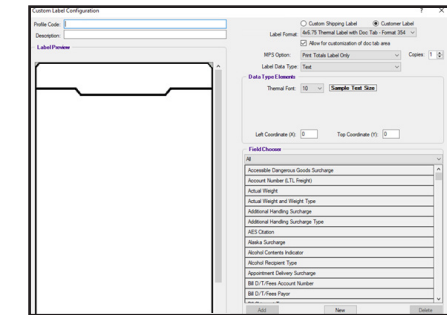 Custom Label Configuration ? X
Profile Code:
Description:
Label Preview
Custom Shipping Label Customer Label
Label Format: 4x6.75 Thermal Label with Doc Tab - Format 354
Allow for customization of doc tab area
MPS Option: Print Totals Label Only Copies: 1
Label Data Type: Text
Data Type Elements
Thermal Font: 10 Sample Text Size
Left Coordinate (X): 0 Top Coordinate (Y): 0
Field Chooser
All
Accessible Dangerous Goods Surcharge
Account Number (LTL Freight)
Actual Weight
Actual Weight and Weight Type
Additional Handling Surcharge
Additional Handling Surcharge Type
AES Citation
Alaska Surcharge
Alcohol Contents Indicator
Alcohol Recipient Type
Appointment Delivery Surcharge
Bill D/T/Fees Account Number
Bill D/T/Fees Payor
Add New Delete